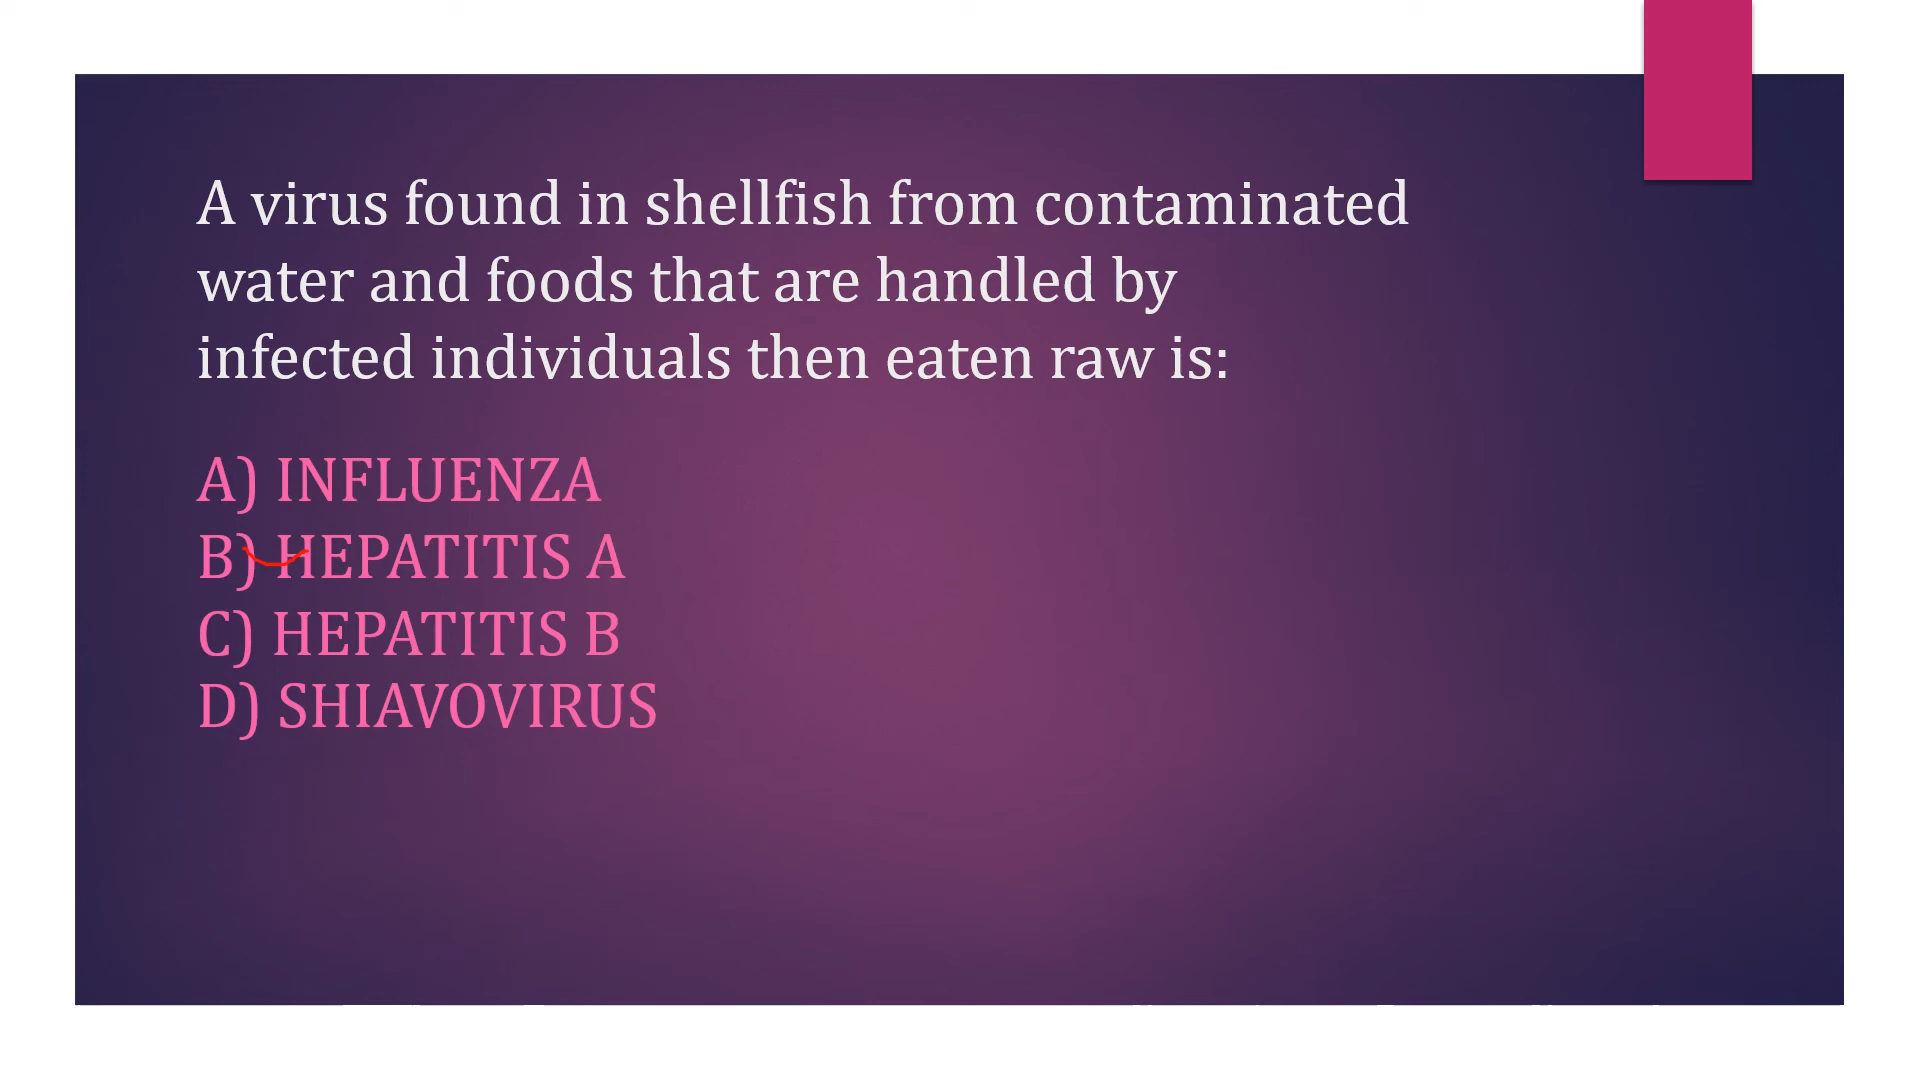 A virus found in shellfish from contaminated
water and foods that are handled by
infected individuals then eaten raw is:
A) INFLUENZA
B) HEPATITIS A
C) HEPATITIS B
D) SHIAVOVIRUS